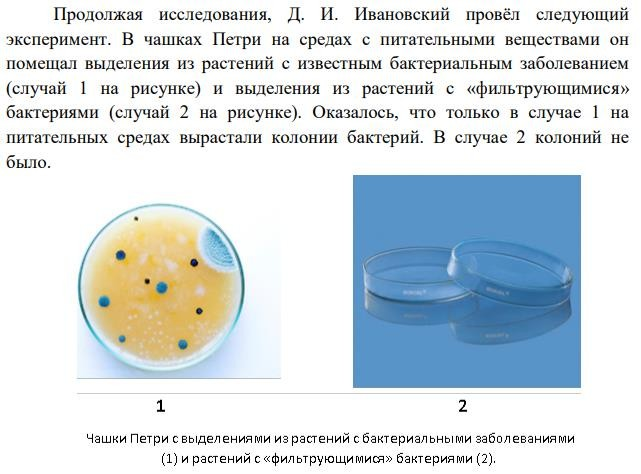 Продолжая исследования, Д. И. Ивановский провёл следующий
эксперимент. В чашках Петри на средах с питательными веществами он
помещал выделения из растений с известным бактериальным заболеванием
(случай 1 на рисунке) и выделения из растений с «фильтрующимися»
бактериями (случай 2 на рисунке). Оказалось, что только в случае 1 на
питательных средах вырастали колонии бактерий. В случае 2 колоний не
было.
1
2
Чашки Петри с выделениями из растений с бактериальными заболеваниями
(1) и растений с «фильтрующимися» бактериями (2).